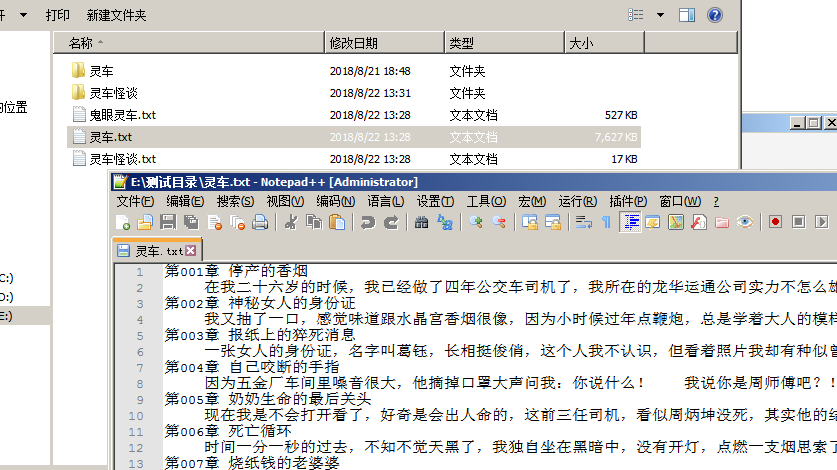 开 打印 新建文件夹
名称 修改日期 类型 大小
灵车 2018/8/21 18:48 文件夹
灵车怪谈 2018/8/22 13:31 文件夹
的位置
鬼眼灵车.txt 2018/8/22 13:28 文本文档 527 KB
灵车.txt 2018/8/22 13:28 文本文档 7,627 KB
灵车怪谈.txt 2018/8/22 13:28 文本文档 17 KB
E:\测试目录\灵车.txt - Notepad++ [Administrator]
文件(F) 编辑(E) 搜索(S) 视图(V) 编码(N) 语言(L) 设置(T) 工具(O) 宏(M) 运行(R) 插件(P) 窗口(W) ?
灵车.txt
C:)
D:)
E:)
1 第001章 停产的香烟
2 在我二十六岁的时候，我已经做了四年公交车司机了，我所在的龙华运通公司实力不怎么雄
3 第002章 神秘女人的身份证
4 我又抽了一口，感觉味道跟水晶宫香烟很像，因为小时候过年点鞭炮，总是学着大人的模样
5 第003章 报纸上的猝死消息
6 一张女人的身份证，名字叫葛钰，长相挺俊俏，这个人我不认识，但看着照片我却有种似曾
7 第004章 自己咬断的手指
8 因为五金厂车间里噪音很大，他摘掉口罩大声问我：你说什么！ 我说你是周师傅吧？！
9 第005章 奶奶生命的最后关头
10 现在我是不会打开看了，好奇是会出人命的，这前三任司机，看似周炳坤没死，其实他的结
11 第006章 死亡循环
12 时间一分一秒的过去，不知不觉天黑了，我独自坐在黑暗中，没有开灯，点燃一支烟思索了
13 第007章 烧纸钱的老婆婆